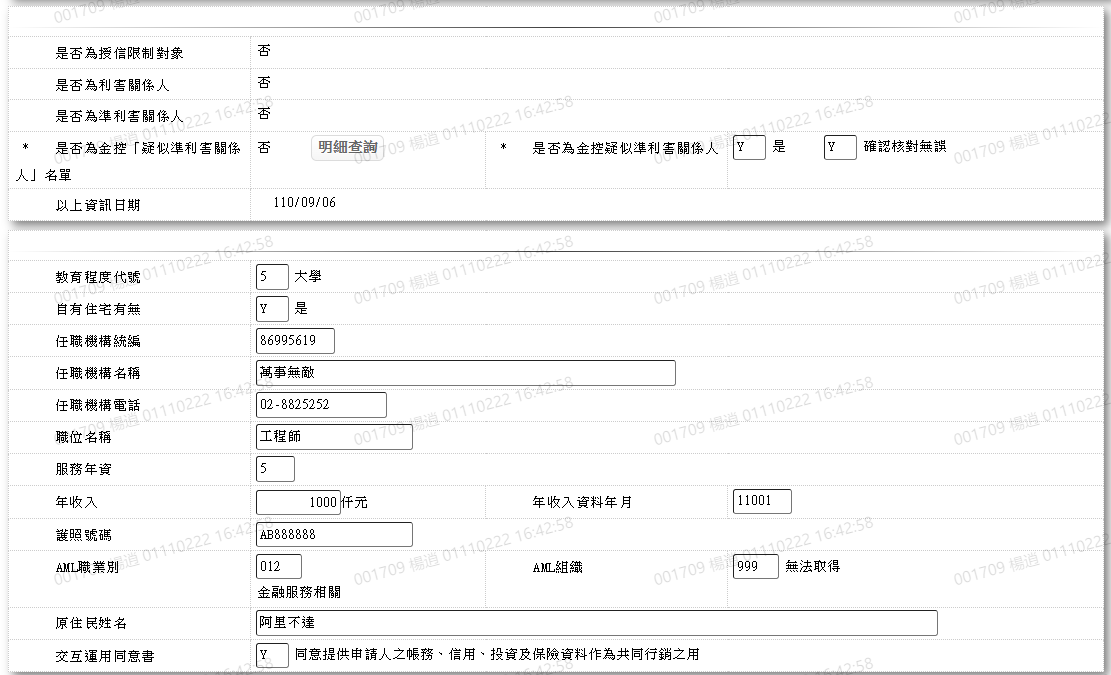 是否為授信限制對象 否
是否為利害關係人 否
是否為準利害關係人 否
* 是否為金控「疑似準利害關係人」名單 否 明細查詢 * 是否為金控疑似準利害關係人 Y 是 Y 確認核對無誤
以上資訊日期 110/09/06
教育程度代號 5 大學
自有住宅有無 Y 是
任職機構統編 86995619
任職機構名稱 萬事無敵
任職機構電話 02-8825252
職位名稱 工程師
服務年資 5
年收入 1000 仟元 年收入資料年月 11001
護照號碼 AB888888
AML職業別 012 AML組織 999 無法取得
金融服務相關
原住民姓名 阿里不達
交互運用同意書 Y 同意提供申請人之帳務、信用、投資及保險資料作為共同行銷之用
001709 楊逍 01110222 16:42:58